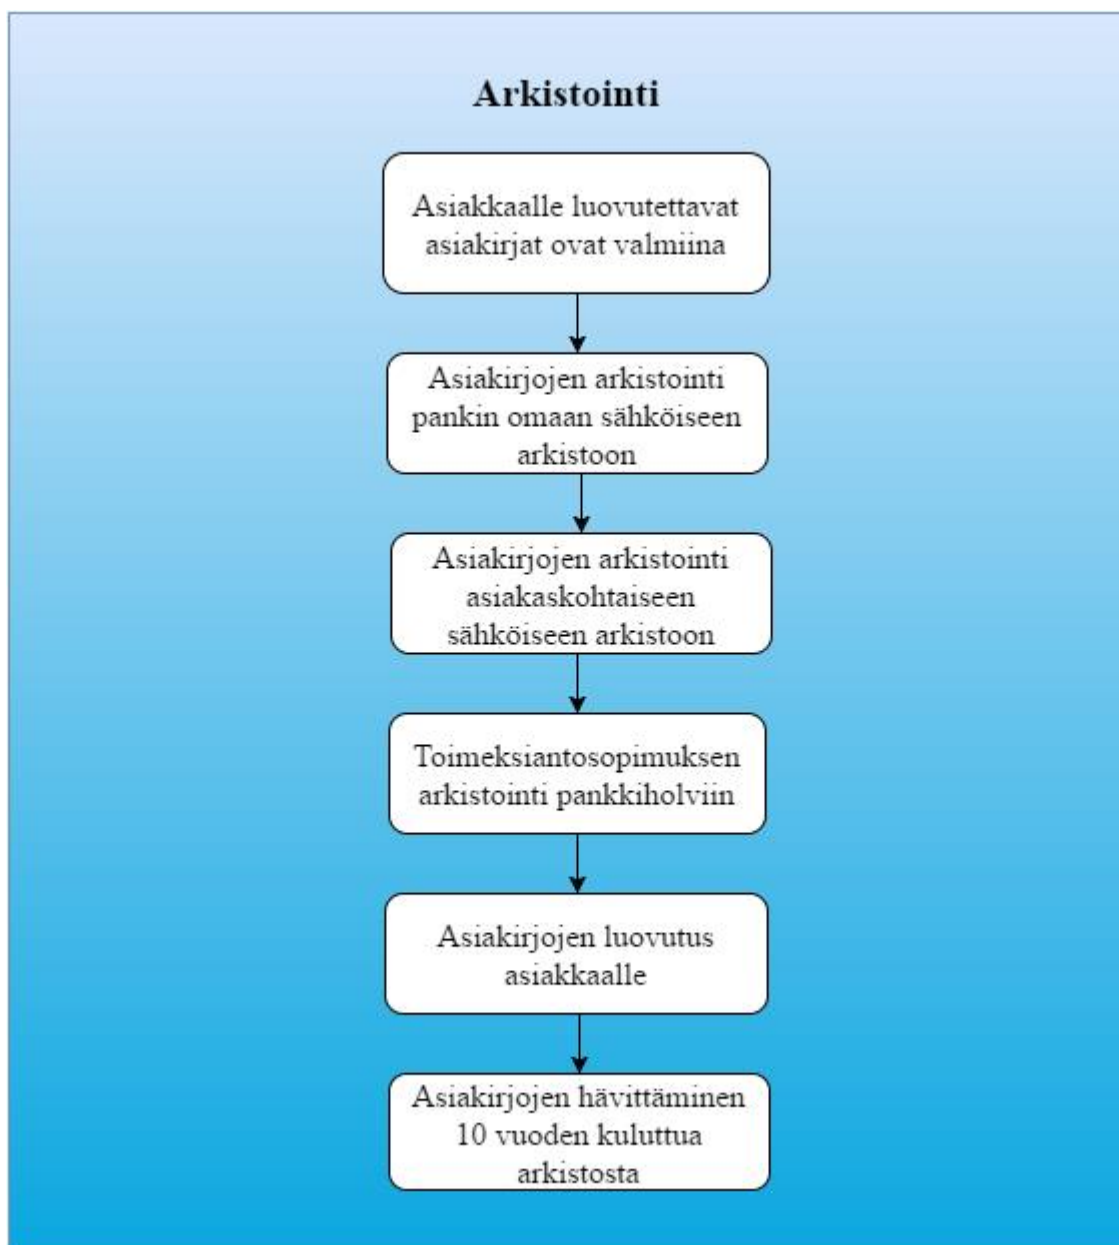 Arkistointi
Asiakkaalle luovutettavat
asiakirjat ovat valmiina
Asiakirjojen arkistointi
pankin omaan sähköiseen
arkistoon
Asiakirjojen arkistointi
asiakaskohtaiseen
sähköiseen arkistoon
Toimeksiantosopimuksen
arkistointi pankkiholviin
Asiakirjojen luovutus
asiakkaalle
Asiakirjojen hävittäminen
10 vuoden kuluttua
arkistosta